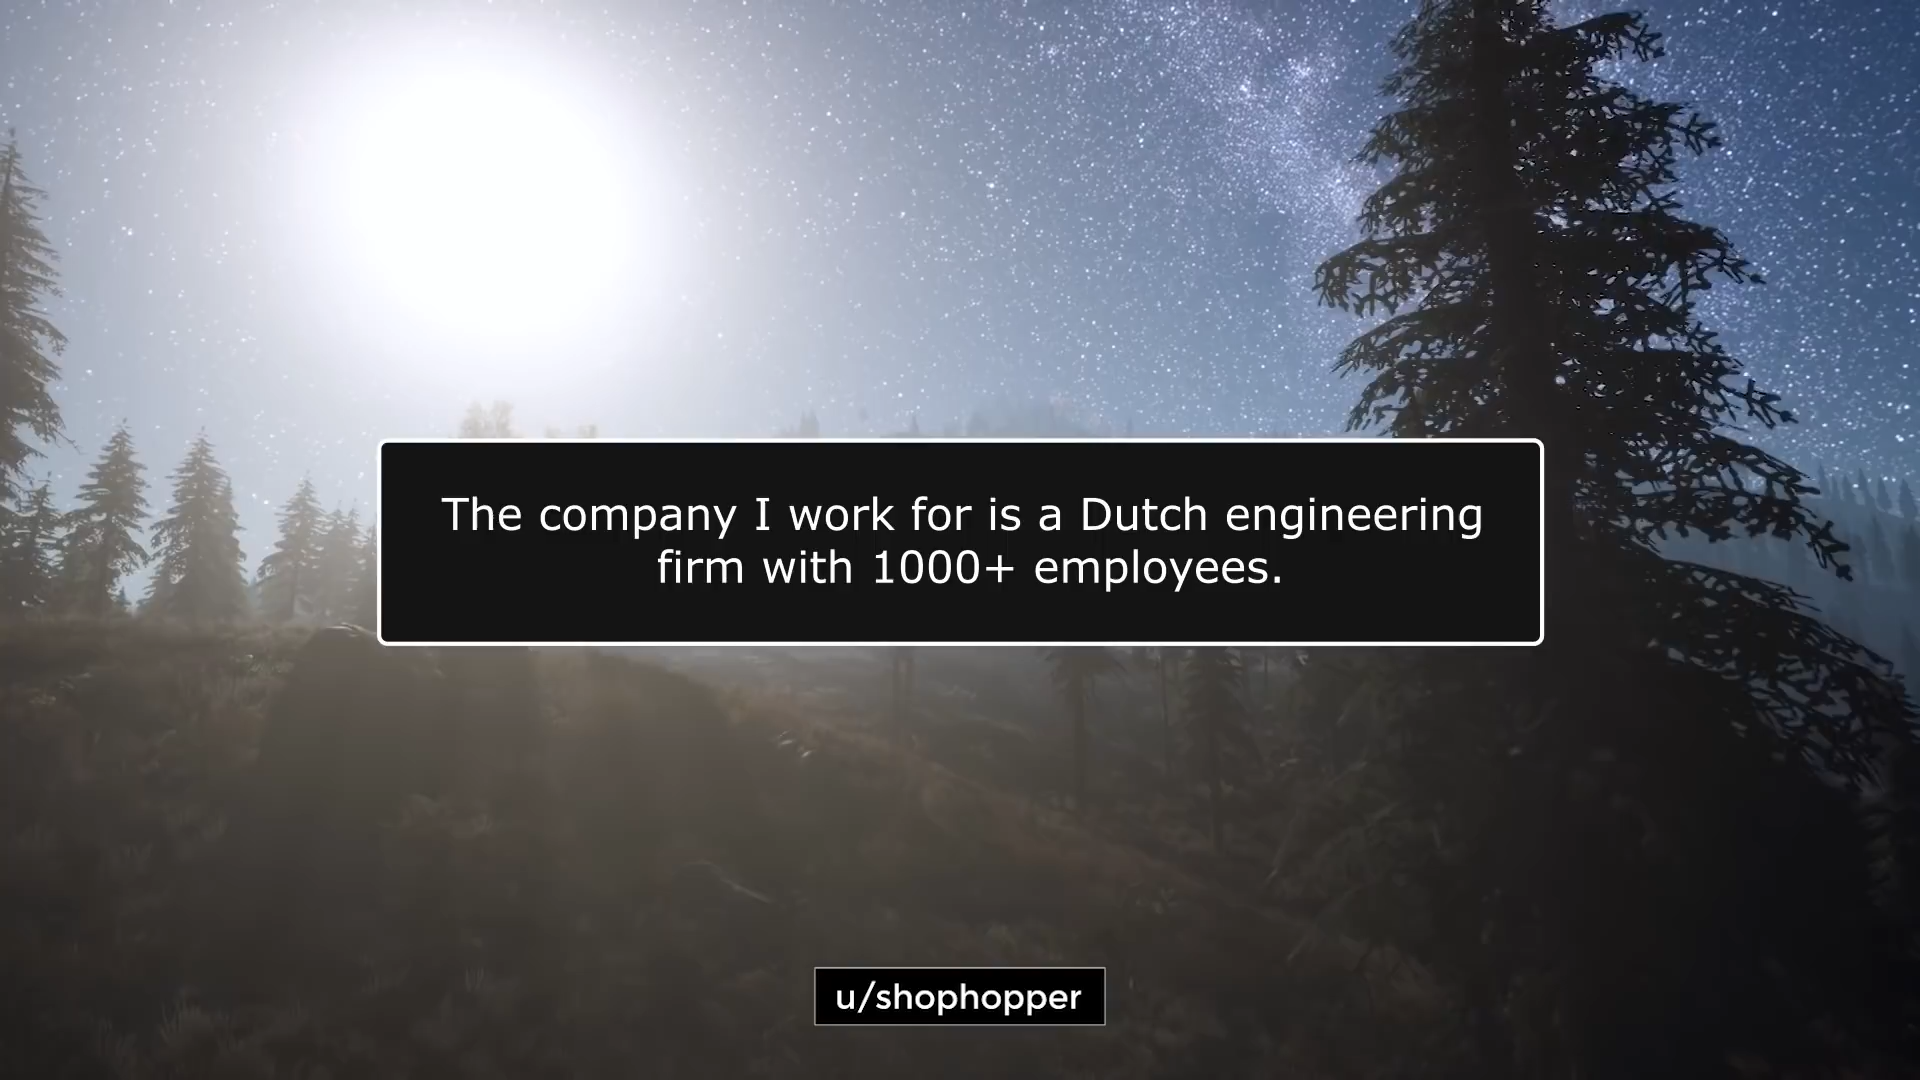 The company I work for is a Dutch engineering
firm with 1000+ employees.
u/shophopper